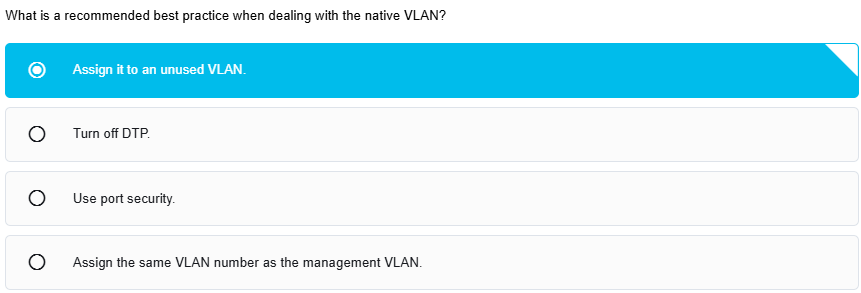 What is a recommended best practice when dealing with the native VLAN?
Assign it to an unused VLAN.
Turn off DTP.
Use port security.
Assign the same VLAN number as the management VLAN.